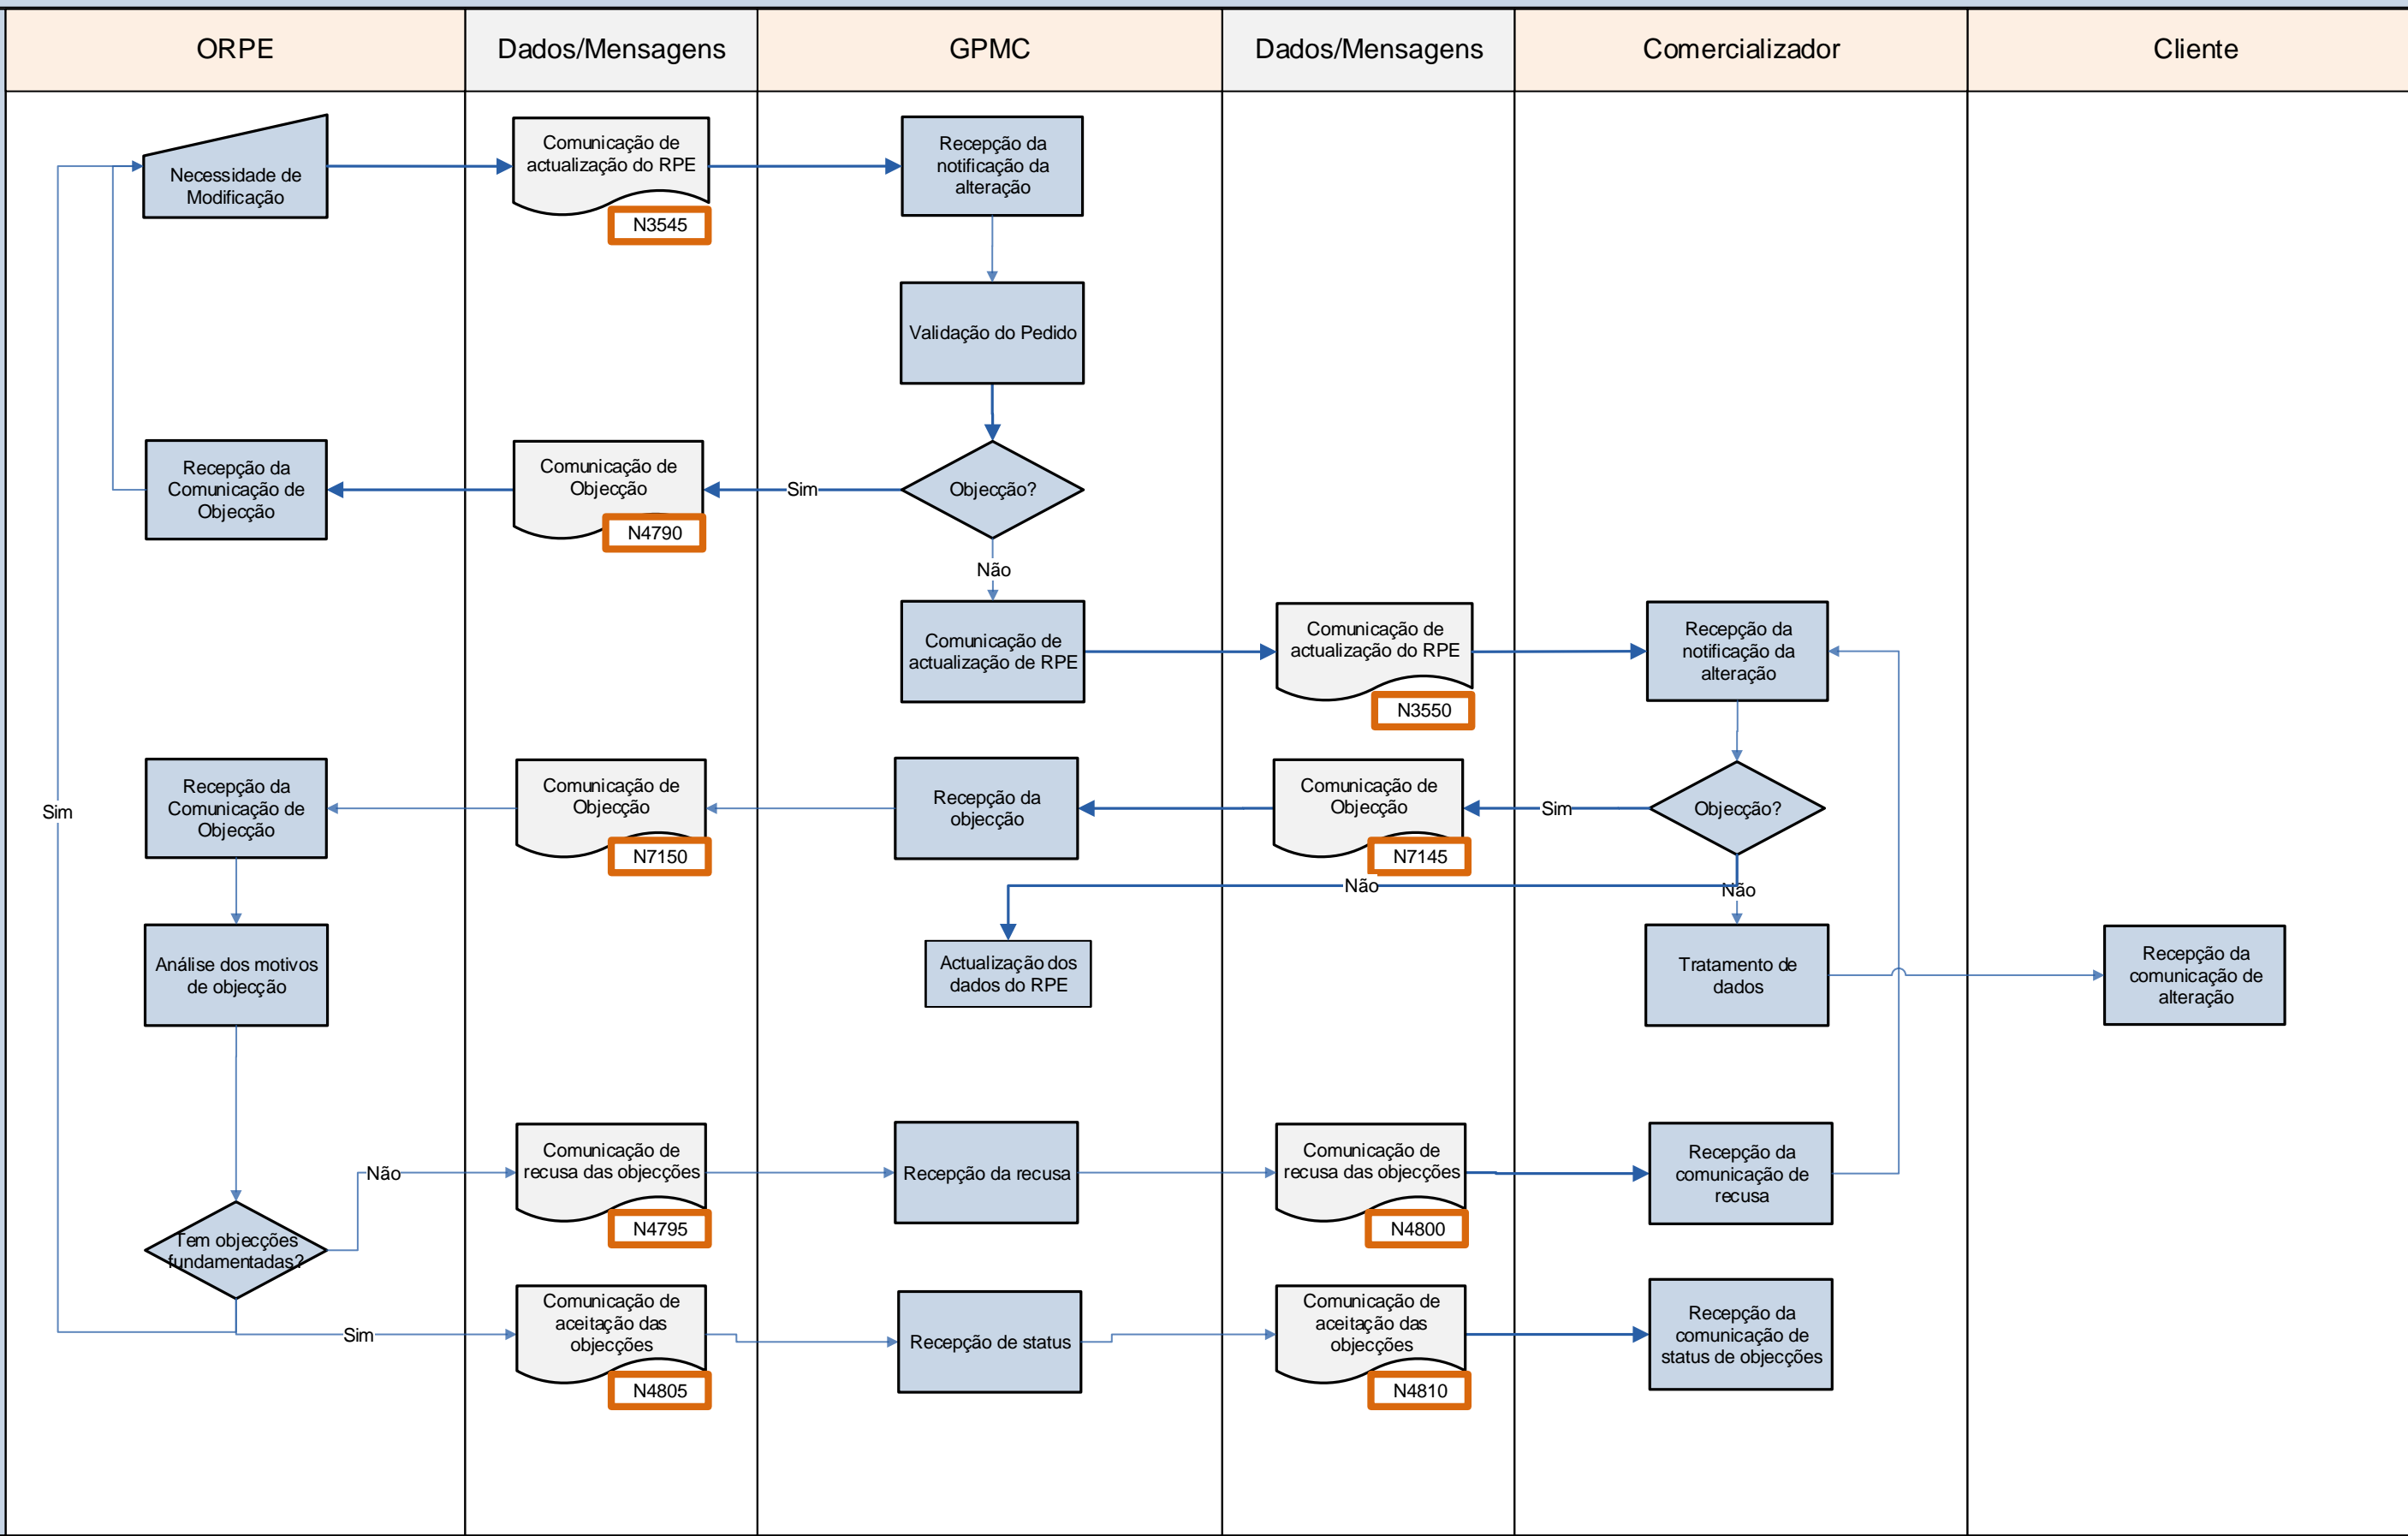 ORPE
Dados/Mensagens
GPMC
Dados/Mensagens
Comercializador
Cliente
Necessidade de
Modificação
Comunicação de
actualização do RPE
N3545
Recepção da
notificação da
alteração
Validação do Pedido
Recepção da
Comunicação de
Objecção
Comunicação de
Objecção
N4790
Sim
Objecção?
Não
Comunicação de
actualização de RPE
Comunicação de
actualização do RPE
N3550
Recepção da
notificação da
alteração
Sim
Recepção da
Comunicação de
Objecção
Comunicação de
Objecção
N7150
Recepção da
objecção
Comunicação de
Objecção
N7145
Sim
Objecção?
Não
Não
Análise dos motivos
de objecção
Actualização dos
dados do RPE
Tratamento de
dados
Recepção da
comunicação de
alteração
Tem objecções
fundamentadas?
Não
Comunicação de
recusa das objecções
N4795
Recepção da recusa
Comunicação de
recusa das objecções
N4800
Recepção da
comunicação de
recusa
Sim
Comunicação de
aceitação das
objecções
N4805
Recepção de status
Comunicação de
aceitação das
objecções
N4810
Recepção da
comunicação de
status de objecções